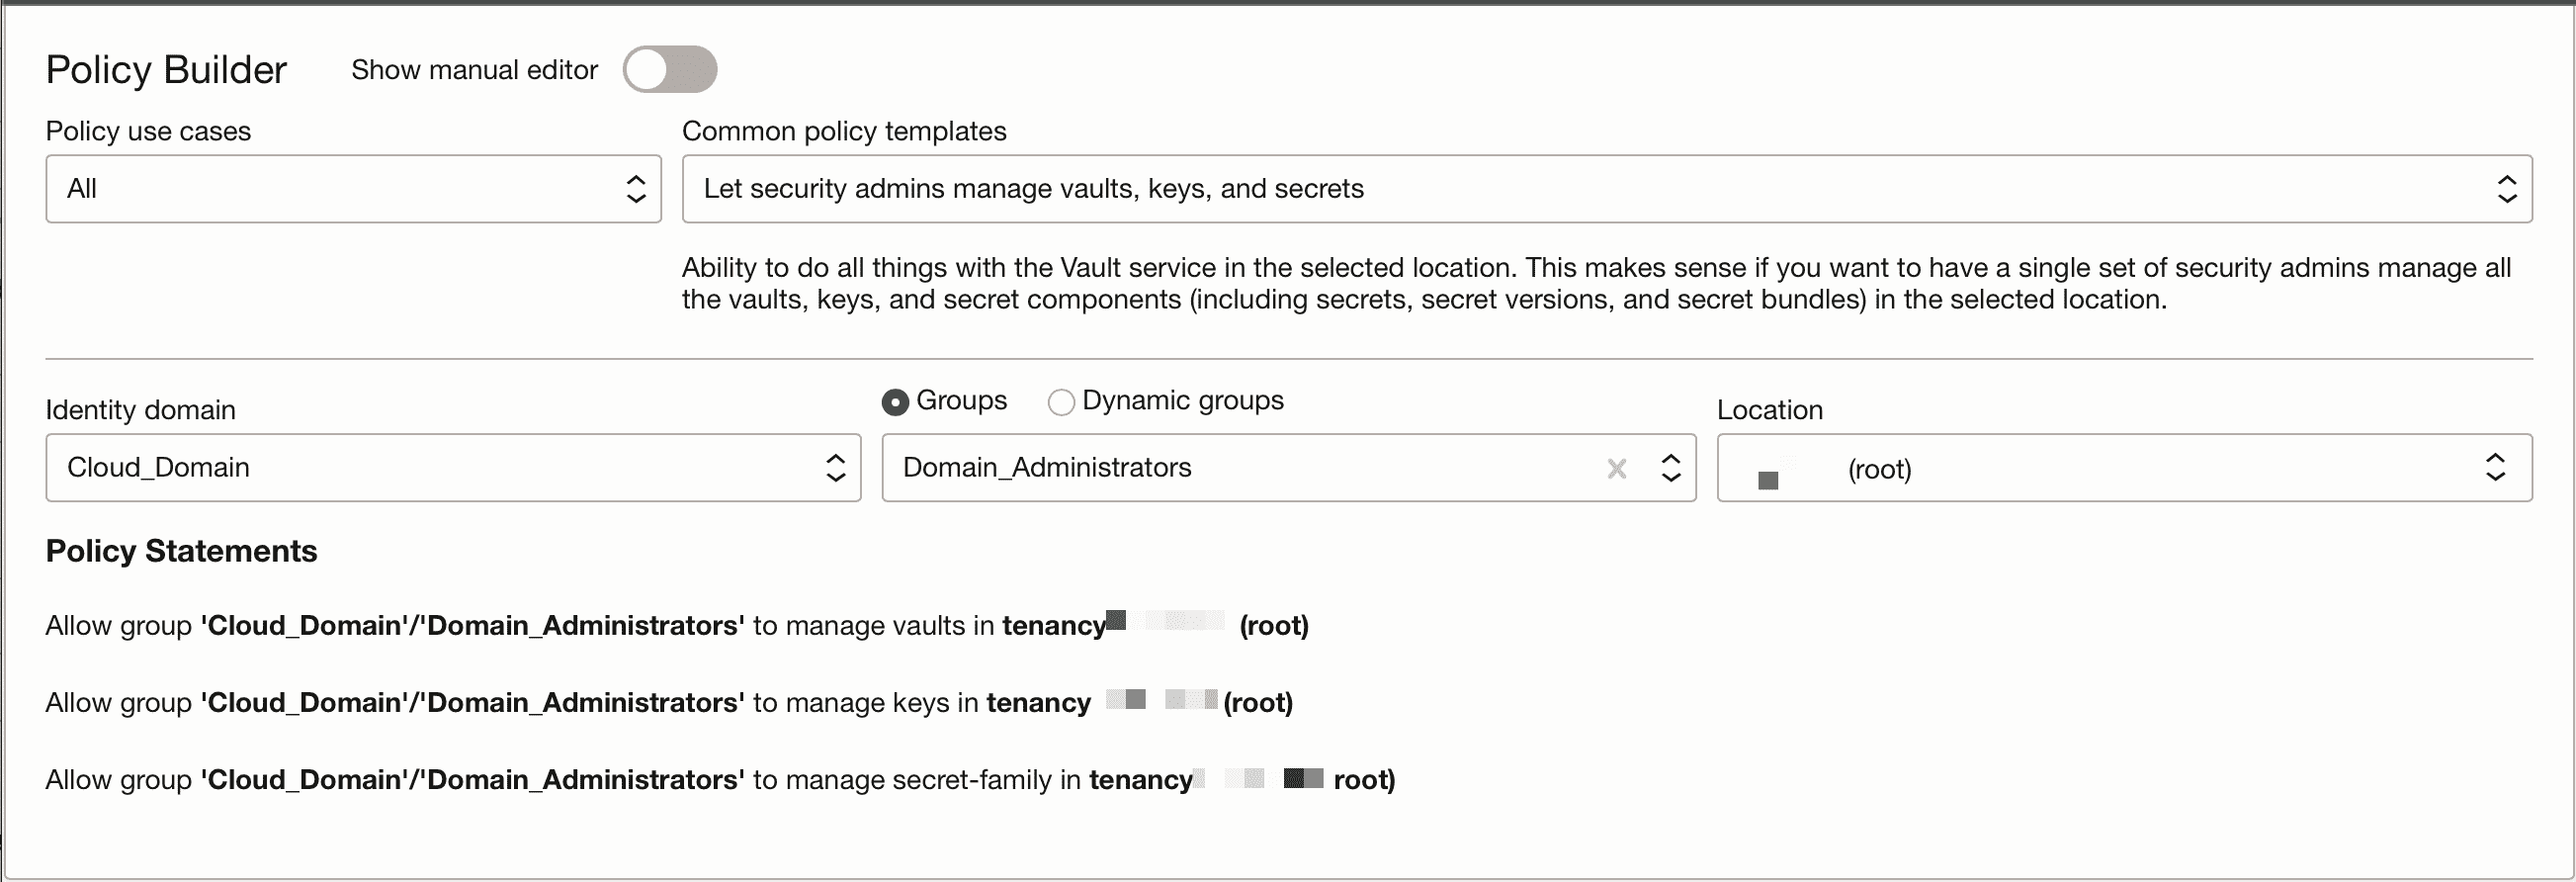 Policy Builder Show manual editor
Policy use cases Common policy templates
All Let security admins manage vaults, keys, and secrets
Ability to do all things with the Vault service in the selected location. This makes sense if you want to have a single set of security admins manage all
the vaults, keys, and secret components (including secrets, secret versions, and secret bundles) in the selected location.
Identity domain Groups Dynamic groups Location
Cloud_Domain Domain_Administrators (root)
Policy Statements
Allow group 'Cloud_Domain'/'Domain_Administrators' to manage vaults in tenancy (root)
Allow group 'Cloud_Domain'/'Domain_Administrators' to manage keys in tenancy (root)
Allow group 'Cloud_Domain'/'Domain_Administrators' to manage secret-family in tenancy root)